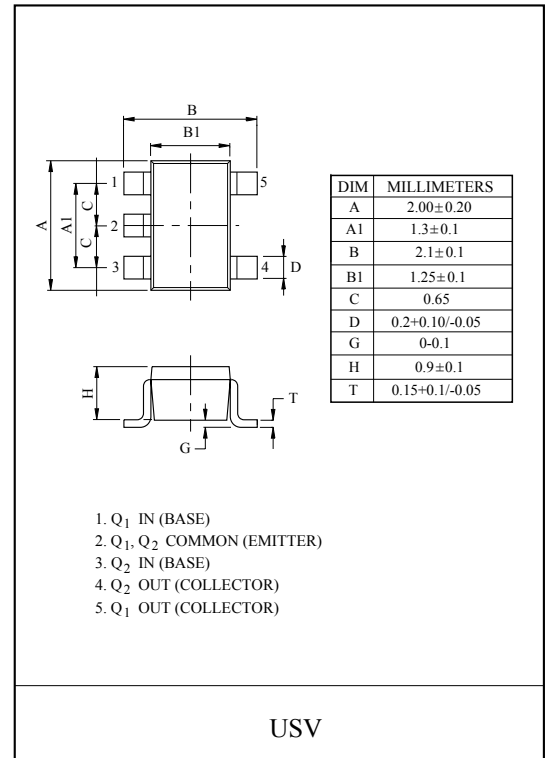 B
B1
1
5
C
A
A1
2
C
3
4
D
H
T
G
DIM MILLIMETERS
A 2.00±0.20
A1 1.3±0.1
B 2.1±0.1
B1 1.25±0.1
C 0.65
D 0.2+0.10/-0.05
G 0-0.1
H 0.9±0.1
T 0.15+0.1/-0.05
1. Q1 IN (BASE)
2. Q1, Q2 COMMON (EMITTER)
3. Q2 IN (BASE)
4. Q2 OUT (COLLECTOR)
5. Q1 OUT (COLLECTOR)
USV